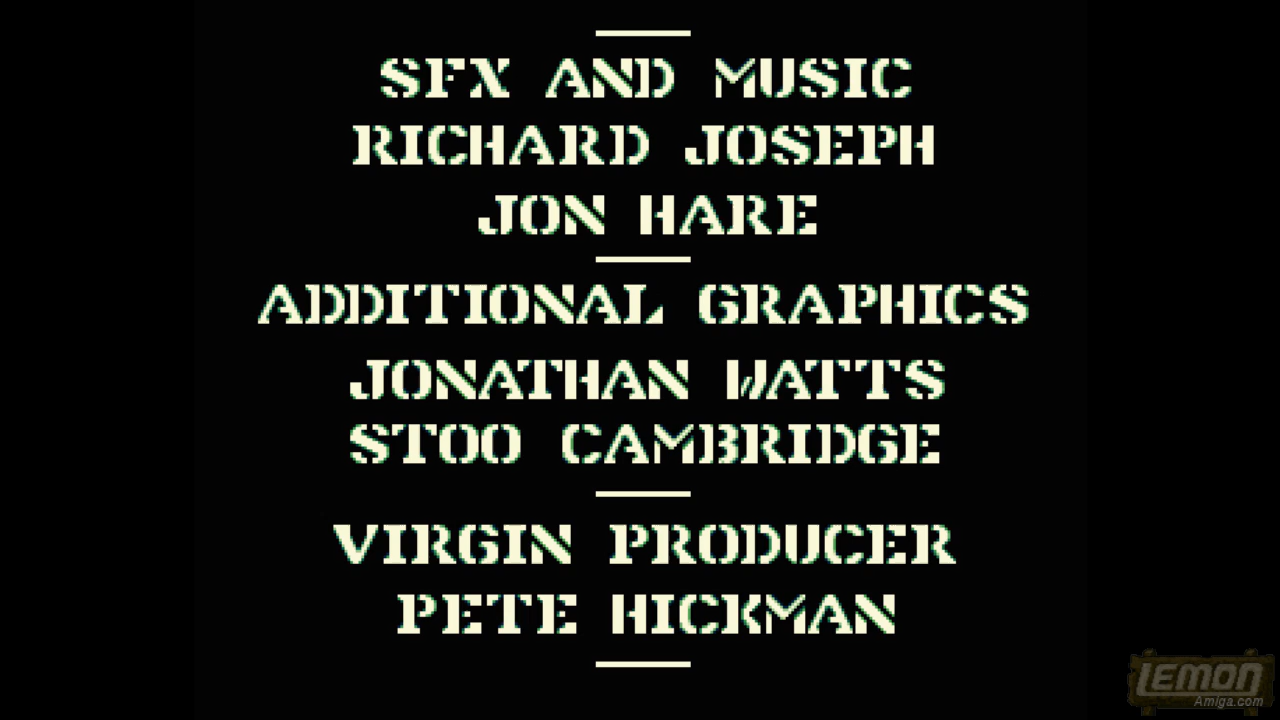 SFX AND MUSIC
RICHARD JOSEPH
JON HARE
ADDITIONAL GRAPHICS
JONATHAN WATTS
STOO CAMBRIDGE
VIRGIN PRODUCER
PETE HICKMAN
LEMON
Amiga.com